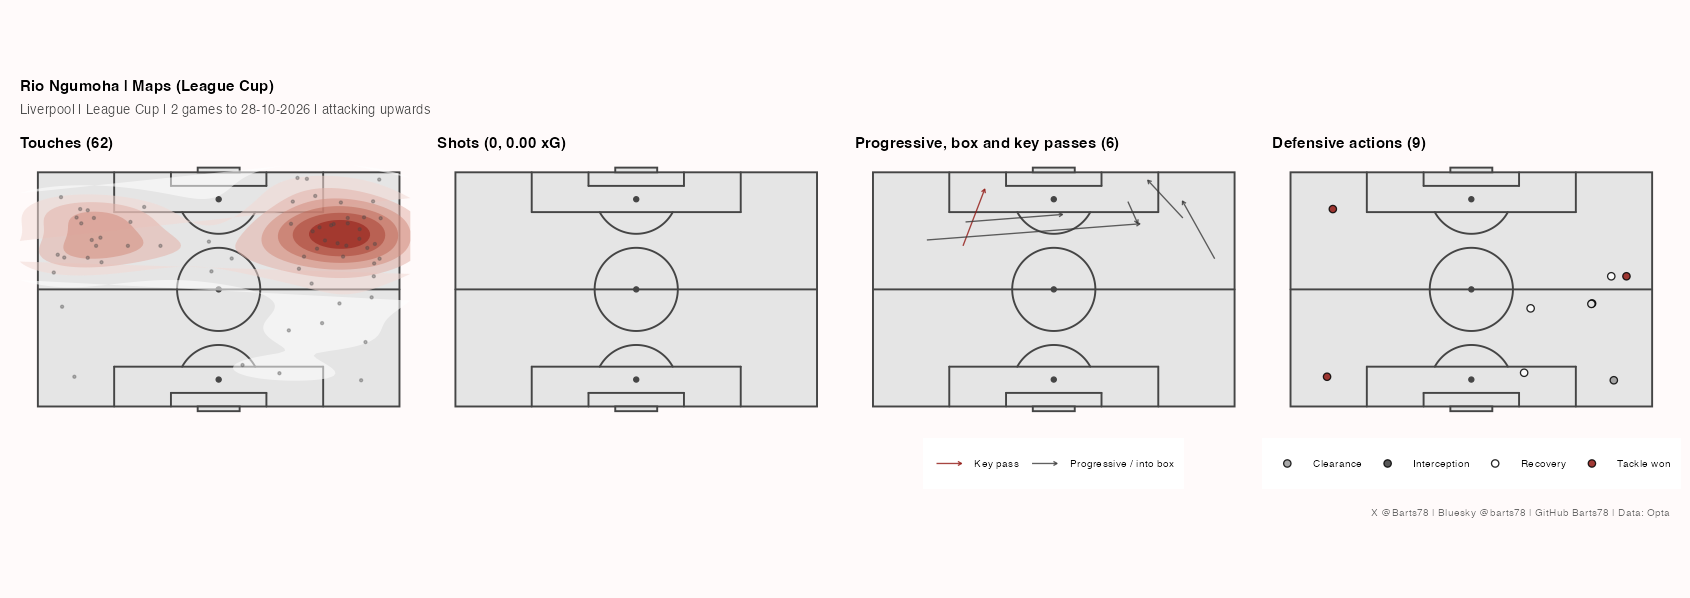 Rio Ngumoha | Maps (League Cup)
Liverpool | League Cup | 2 games to 28-10-2026 | attacking upwards
Touches (62)
Shots (0, 0.00 xG)
Progressive, box and key passes (6)
Defensive actions (9)
Key pass
Progressive / into box
Clearance
Interception
Recovery
Tackle won
X @Barts78 | Bluesky @barts78 | GitHub Barts78 | Data: Opta